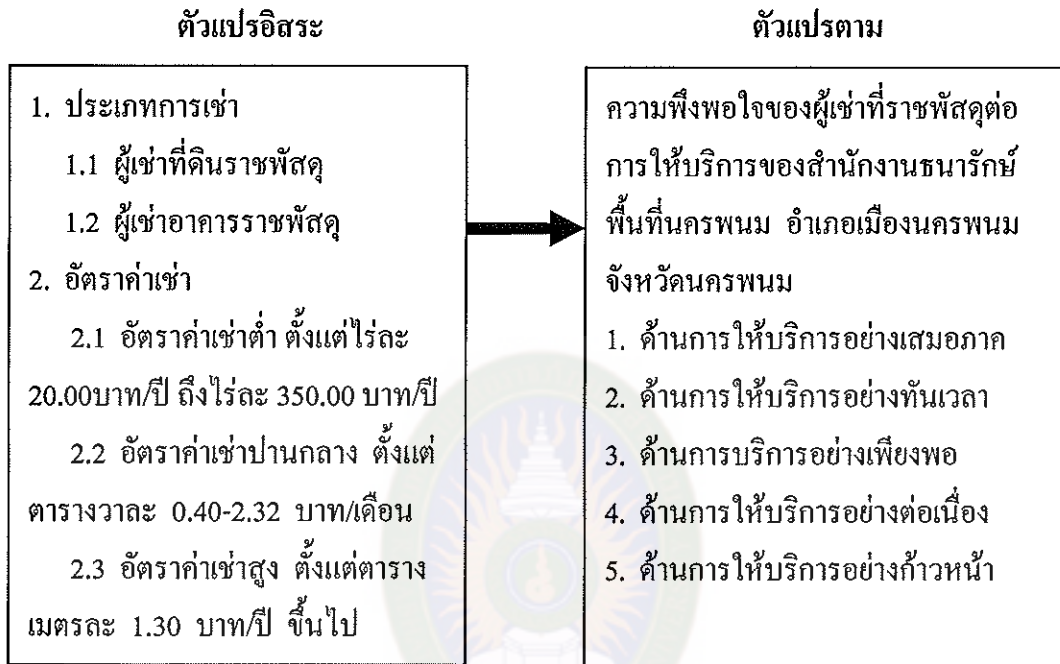 ตัวแปรอิสระ
1. ประเภทการเช่า
1.1 ผู้เช่าที่ดินราชพัสดุ
1.2 ผู้เช่าอาคารราชพัสดุ
2. อัตราค่าเช่า
2.1 อัตราค่าเช่าต่ำ ตั้งแต่ไร่ละ
20.00บาท/ปี ถึงไร่ละ 350.00 บาท/ปี
2.2 อัตราค่าเช่าปานกลาง ตั้งแต่
ตารางวาละ 0.40-2.32 บาท/เดือน
2.3 อัตราค่าเช่าสูง ตั้งแต่ตาราง
เมตรละ 1.30 บาท/ปี ขึ้นไป
ตัวแปรตาม
ความพึงพอใจของผู้เช่าที่ราชพัสดุต่อ
การให้บริการของสำนักงานธนารักษ์
พื้นที่นครพนม อำเภอเมืองนครพนม
จังหวัดนครพนม
1. ด้านการให้บริการอย่างเสมอภาค
2. ด้านการให้บริการอย่างทันเวลา
3. ด้านการบริการอย่างเพียงพอ
4. ด้านการให้บริการอย่างต่อเนื่อง
5. ด้านการให้บริการอย่างก้าวหน้า